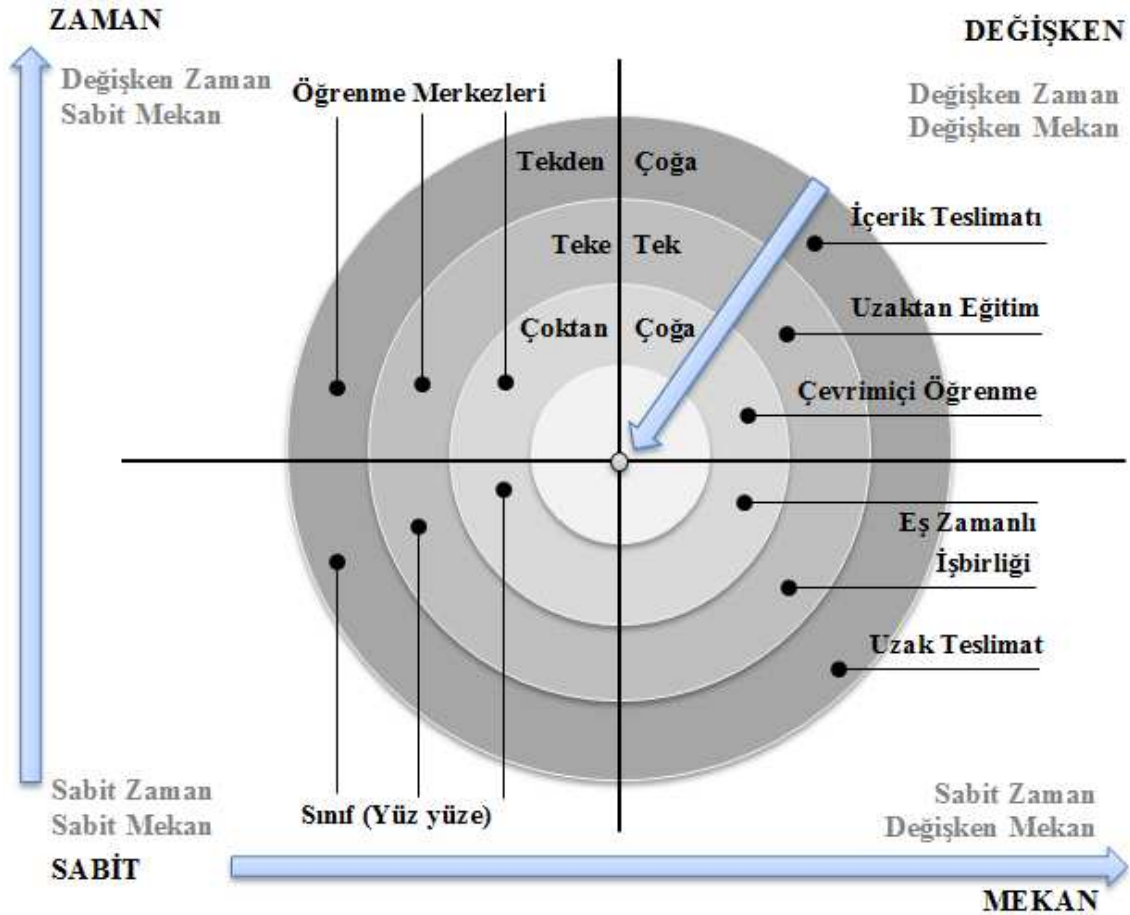 ZAMAN
DEĞİŞKEN
Değişken Zaman
Sabit Mekan
Öğrenme Merkezleri
Değişken Zaman
Değişken Mekan
Tekden Çoğa
İçerik Teslimatı
Teke Tek
Uzaktan Eğitim
Çoktan Çoğa
Çevrimiçi Öğrenme
Eş Zamanlı
İşbirliği
Uzak Teslimat
Sabit Zaman
Sabit Mekan
Sınıf (Yüz yüze)
Sabit Zaman
Değişken Mekan
SABİT
MEKAN